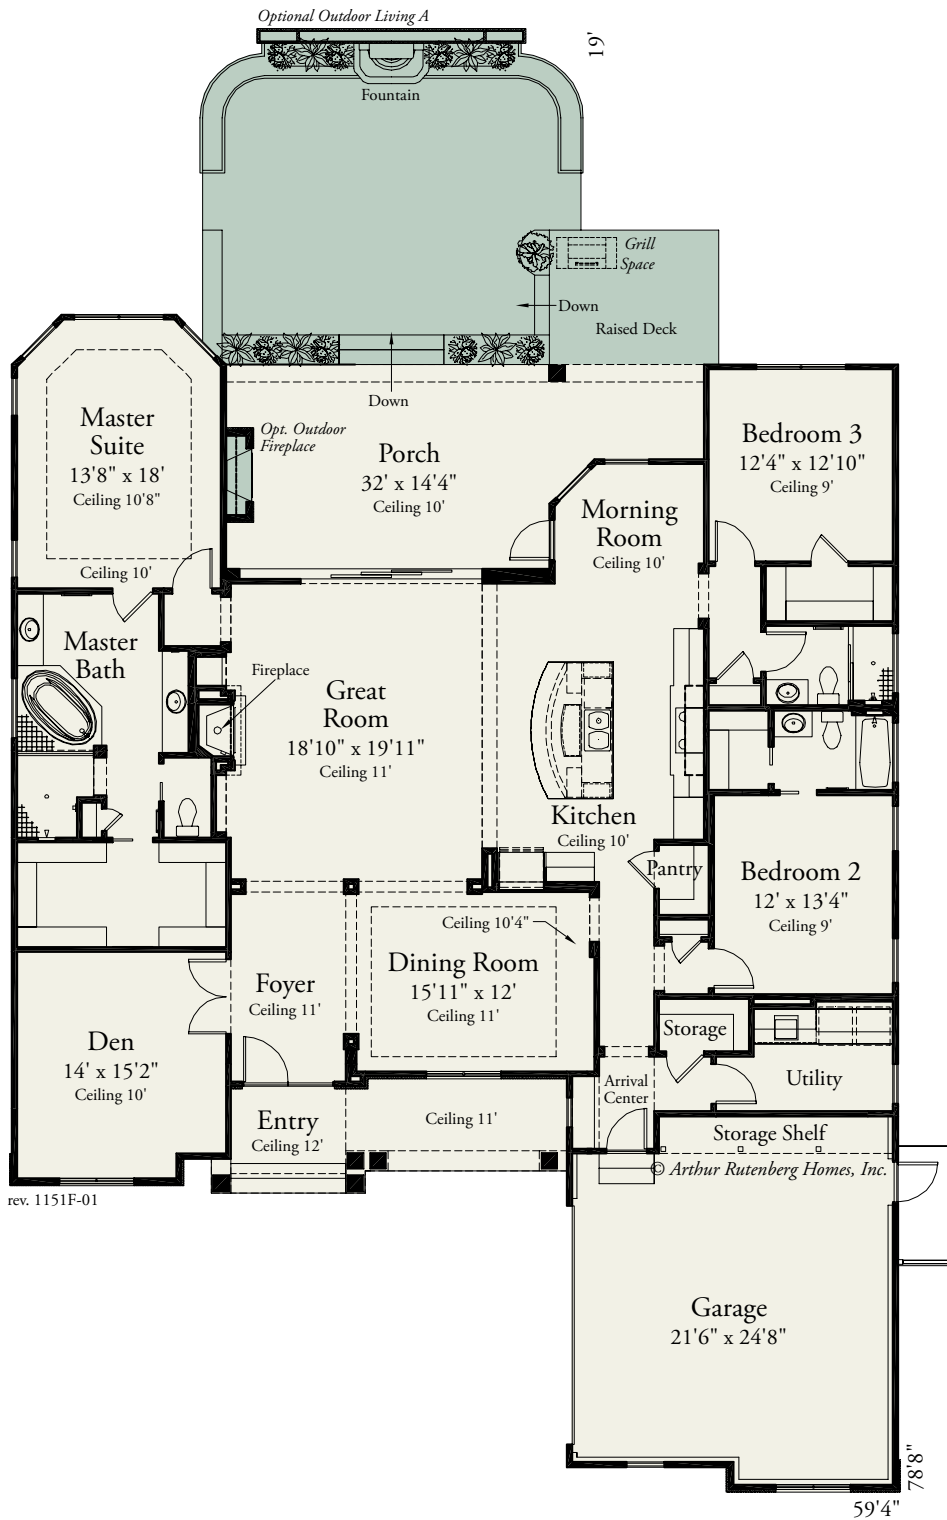 Optional Outdoor Living A
19'
Fountain
Grill
Space
Down
Raised Deck
Down
Opt. Outdoor
Fireplace
Master
Suite
13'8" x 18'
Ceiling 10'8"
Ceiling 10'
Porch
32' x 14'4"
Ceiling 10'
Bedroom 3
12'4" x 12'10"
Ceiling 9'
Morning
Room
Ceiling 10'
Master
Bath
Fireplace
Great
Room
18'10" x 19'11"
Ceiling 11'
Kitchen
Ceiling 10'
Pantry
Bedroom 2
12' x 13'4"
Ceiling 9'
Ceiling 10'4"
Dining Room
15'11" x 12'
Ceiling 11'
Foyer
Ceiling 11'
Den
14' x 15'2"
Ceiling 10'
Storage
Utility
Arrival
Center
Entry
Ceiling 12'
Ceiling 11'
Storage Shelf
© Arthur Rutenberg Homes, Inc.
rev. 1151F-01
Garage
21'6" x 24'8"
78'8"
59'4"